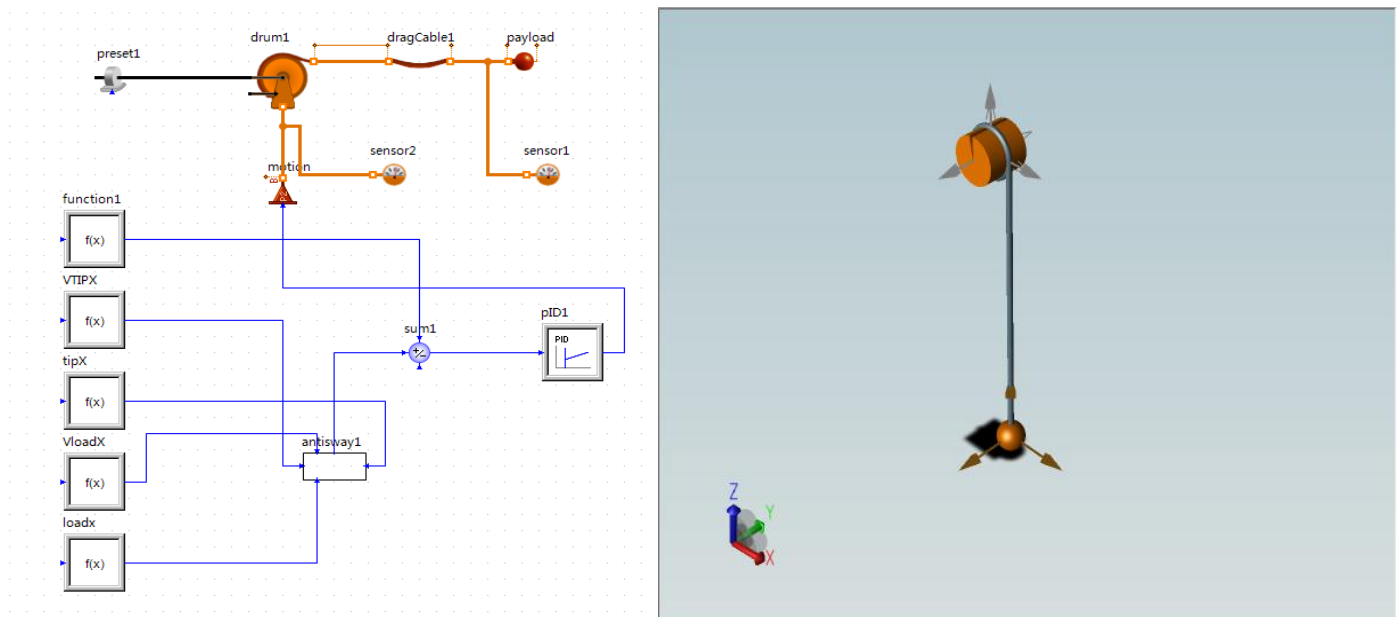 preset1
drum1
dragCable1
payload
sensor2
sensor1
motion
function1
f(x)
VTIPX
f(x)
sum1
+/-
pID1
PID
tipX
f(x)
VloadX
antisway1
f(x)
loadx
f(x)
Z
Y
X